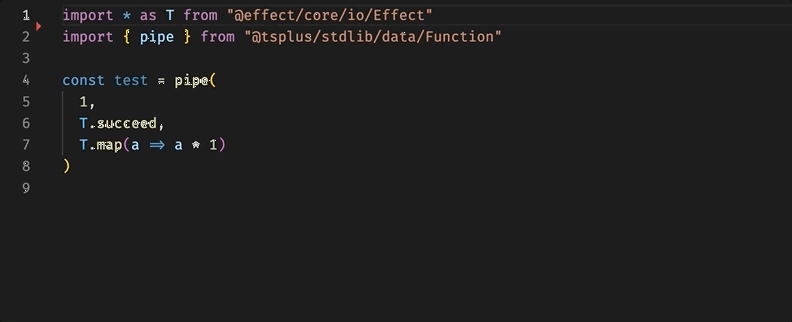 1 import * as T from "@effect/core/io/Effect"
2 import { pipe } from "@tsplus/stdlib/data/Function"
3
4 const test = pipe(
5   1,
6   T.succeed,
7   T.map(a => a * 1)
8 )
9